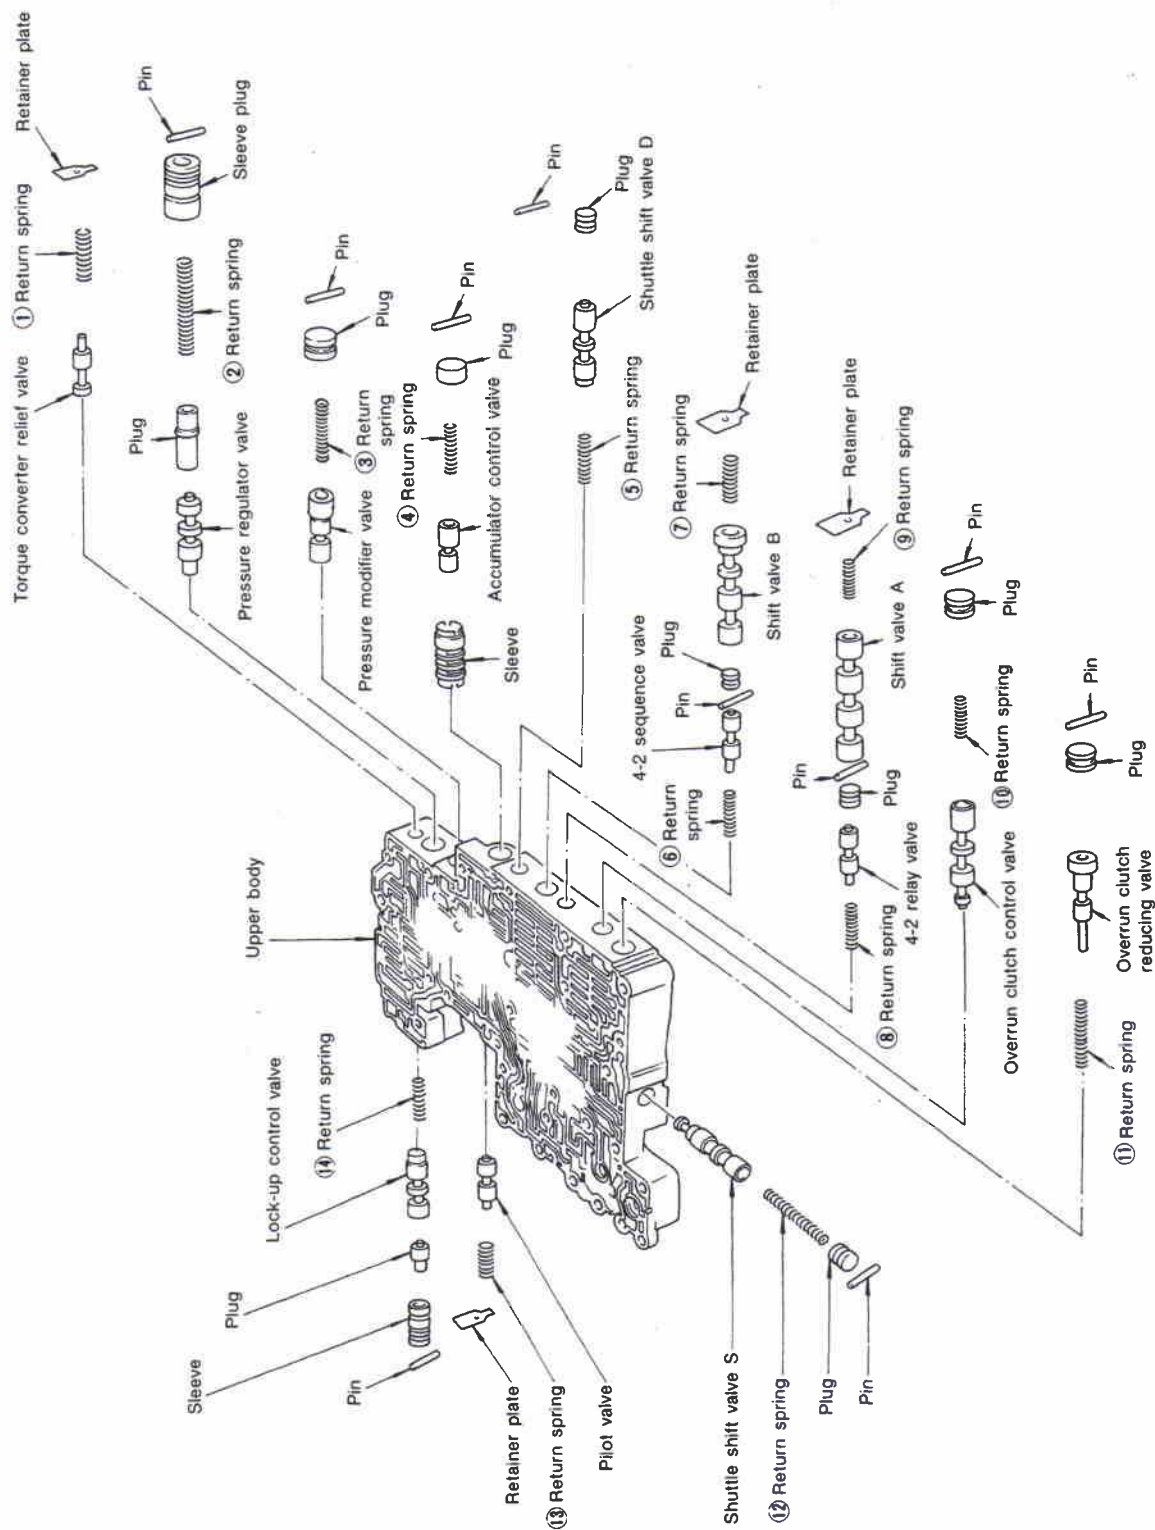 Torque converter relief valve
① Return spring
Retainer plate
Pin
Sleeve plug
② Return spring
Plug
Pressure regulator valve
Pin
Plug
③ Return
spring
Pressure modifier valve
④ Return spring
Pin
Plug
Accumulator control valve
Sleeve
Pin
Plug
Shuttle shift valve D
⑤ Return spring
⑦ Return spring
Retainer plate
Shift valve B
Plug
Pin
4-2 sequence valve
⑥ Return
spring
Retainer plate
⑨ Return spring
Shift valve A
Pin
Plug
4-2 relay valve
⑧ Return spring
Pin
Plug
⑩ Return spring
Overrun clutch control valve
Pin
Plug
Overrun clutch
reducing valve
⑪ Return spring
Upper body
⑭ Return spring
Lock-up control valve
Plug
Sleeve
Pin
Retainer plate
⑬ Return spring
Pilot valve
Shuttle shift valve S
⑫ Return spring
Plug
Pin